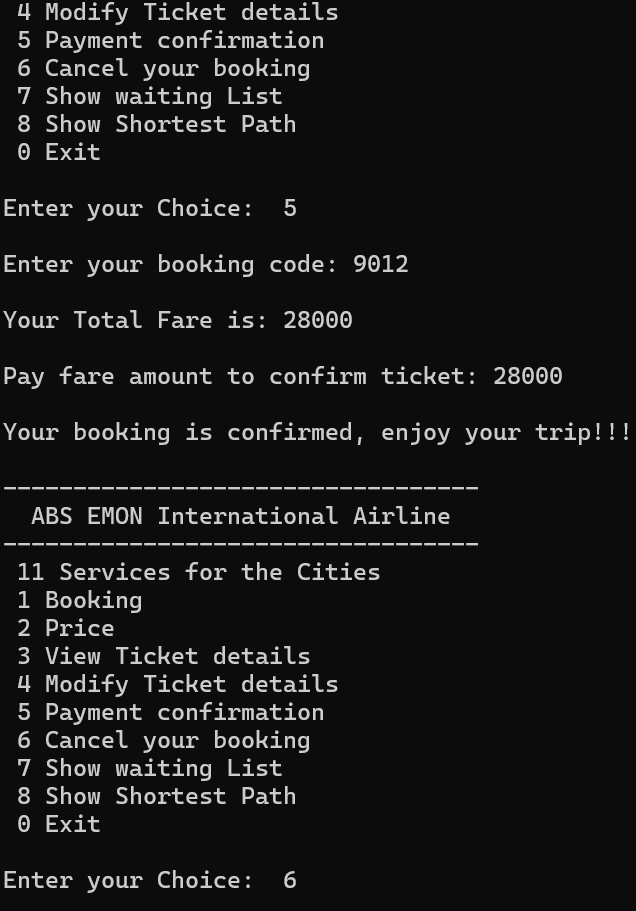 4 Modify Ticket details
5 Payment confirmation
6 Cancel your booking
7 Show waiting List
8 Show Shortest Path
0 Exit
Enter your Choice:  5
Enter your booking code: 9012
Your Total Fare is: 28000
Pay fare amount to confirm ticket: 28000
Your booking is confirmed, enjoy your trip!!!
----------------------------------
ABS EMON International Airline
----------------------------------
11 Services for the Cities
1 Booking
2 Price
3 View Ticket details
4 Modify Ticket details
5 Payment confirmation
6 Cancel your booking
7 Show waiting List
8 Show Shortest Path
0 Exit
Enter your Choice:  6